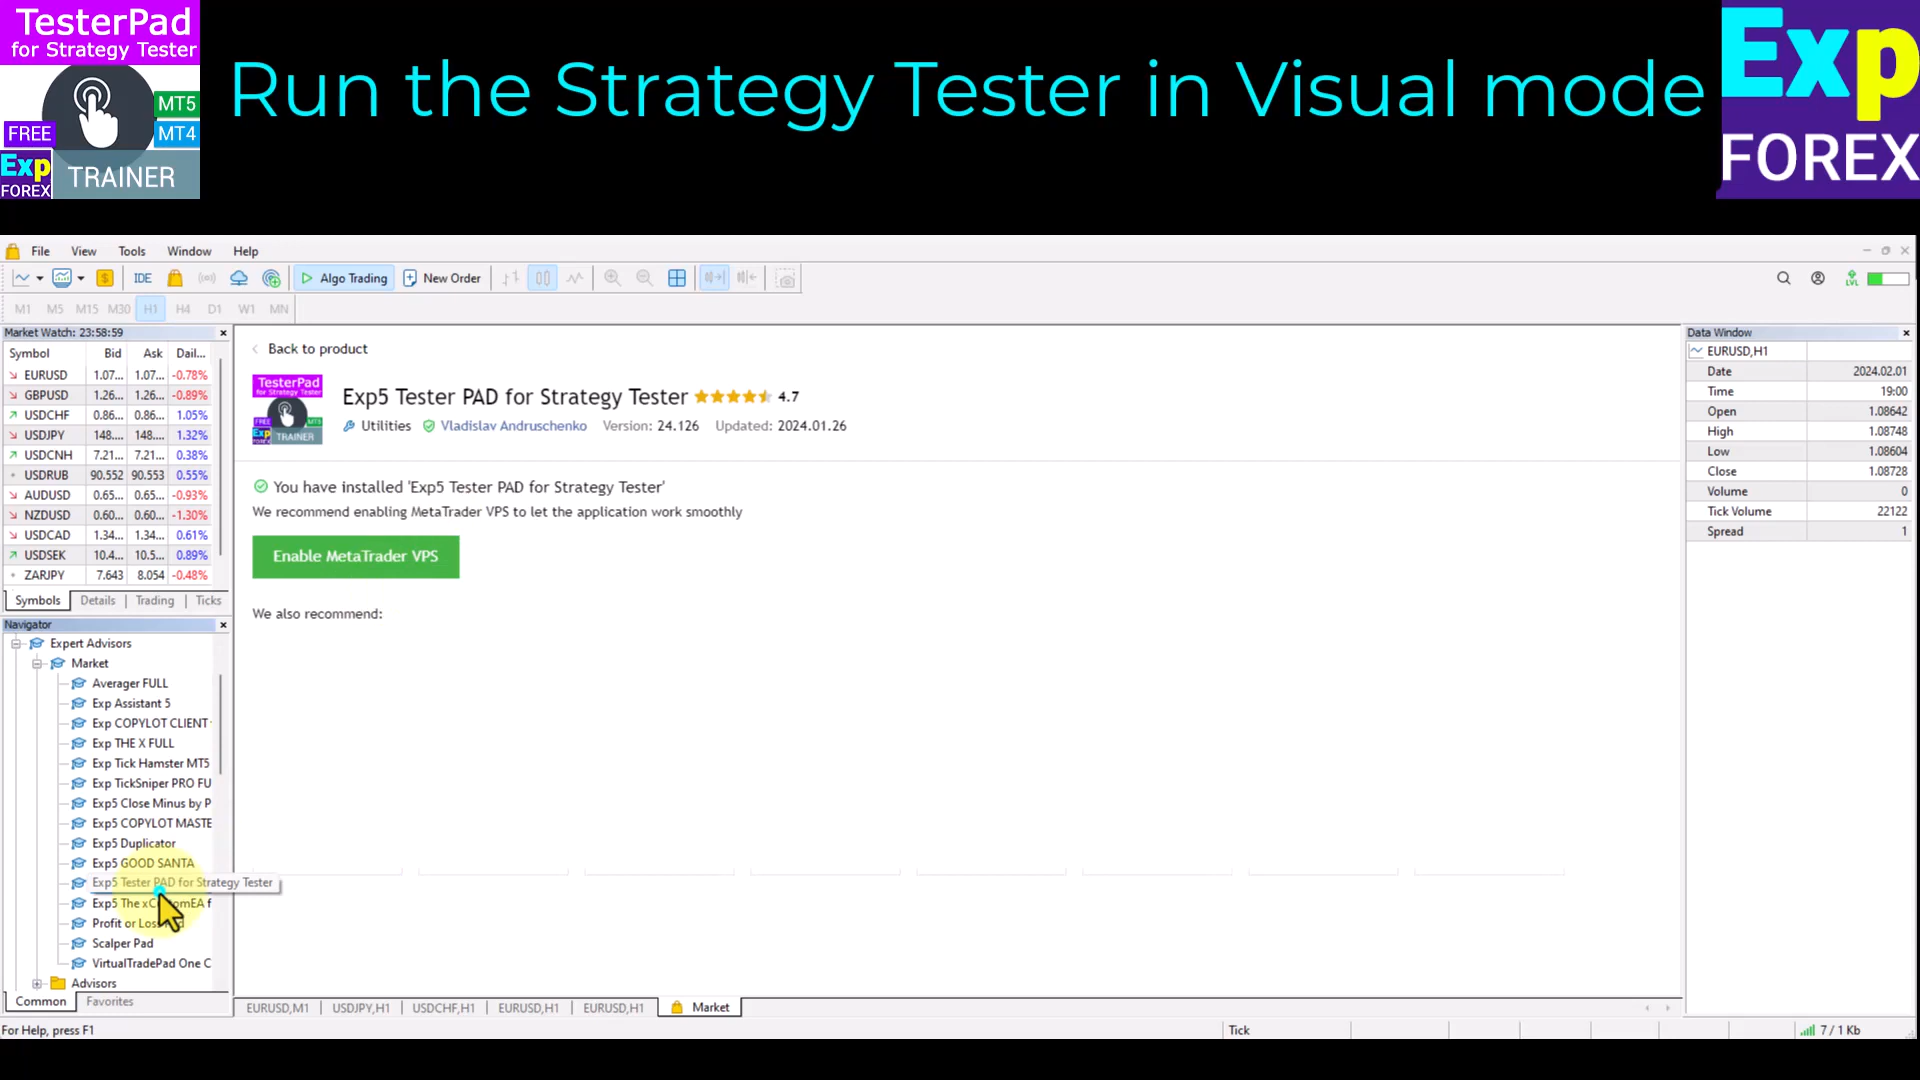 TesterPad
for Strategy Tester
FREE
MT5
MT4
Exp
FOREX
TRAINER
Run the Strategy Tester in Visual mode
Exp
FOREX
File View Tools Window Help
IDE Algo Trading New Order
LVL
M1 M5 M15 M30 H1 H4 D1 W1 MN
Market Watch: 23:58:59
Symbol Bid Ask Dail...
EURUSD 1.07... 1.07... -0.78%
GBPUSD 1.26... 1.26... -0.89%
USDCHF 0.86... 0.86... 1.05%
USDJPY 148.... 148.... 1.32%
USDCNH 7.21... 7.21... 0.38%
USDRUB 90.552 90.553 0.55%
AUDUSD 0.65... 0.65... -0.93%
NZDUSD 0.60... 0.60... -1.30%
USDCAD 1.34... 1.34... 0.61%
USDSEK 10.4... 10.5... 0.89%
ZARJPY 7.643 8.054 -0.48%
Symbols Details Trading Ticks
Navigator
Expert Advisors
Market
Averager FULL
Exp Assistant 5
Exp COPYLOT CLIENT
Exp THE X FULL
Exp Tick Hamster MT5
Exp TickSniper PRO FU
Exp5 Close Minus by P
Exp5 COPYLOT MASTE
Exp5 Duplicator
Exp5 GOOD SANTA
Exp5 Tester PAD for Strategy Tester
Exp5 The f
Profit or
Scalper Pad
VirtualTradePad One C
Advisors
Common Favorites
Back to product
TesterPad
for Strategy Tester
FREE
MT5
Exp
TRAINER
Exp5 Tester PAD for Strategy Tester 4.7
Utilities Vladislav Andruschenko Version: 24.126 Updated: 2024.01.26
You have installed 'Exp5 Tester PAD for Strategy Tester'
We recommend enabling MetaTrader VPS to let the application work smoothly
Enable MetaTrader VPS
We also recommend:
EURUSD,M1 USDJPY,H1 USDCHF,H1 EURUSD,H1 EURUSD,H1 Market
Data Window
EURUSD,H1
Date 2024.02.01
Time 19:00
Open 1.08642
High 1.08748
Low 1.08604
Close 1.08728
Volume 0
Tick Volume 22122
Spread 1
For Help, press F1 Tick 7 / 1 Kb